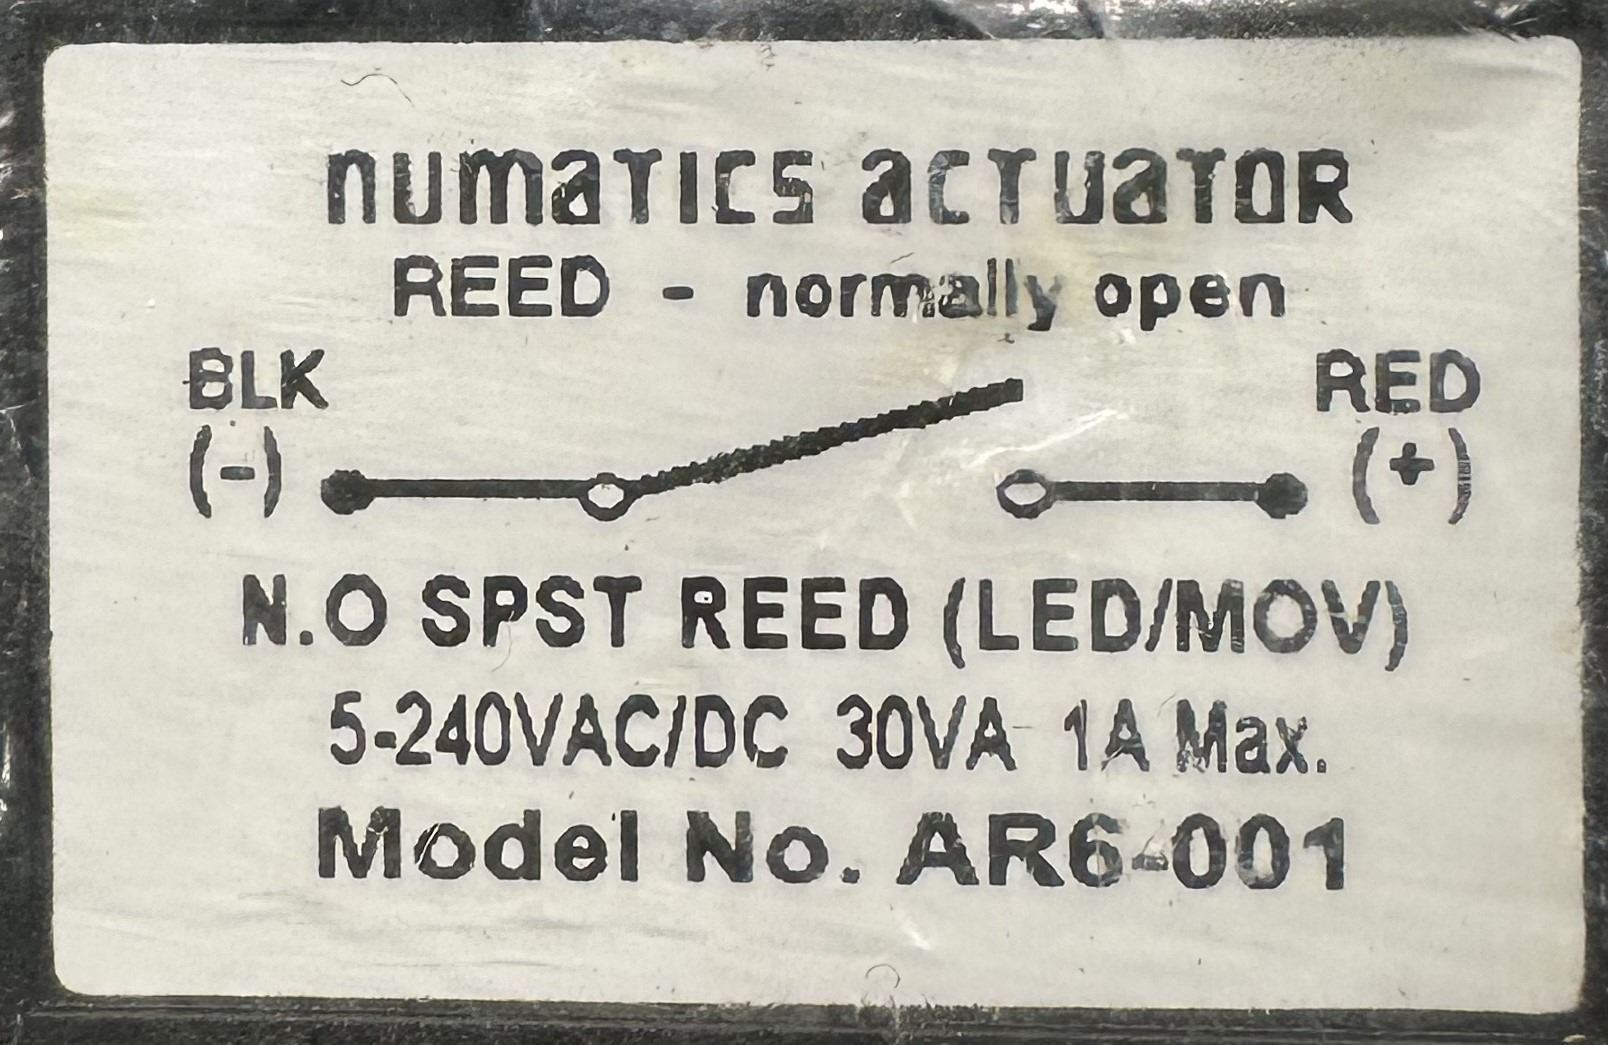 numatics actuator
REED - normally open
BLK RED
(-) (+)
N.O SPST REED (LED/MOV)
5-240VAC/DC 30VA 1A Max.
Model No. AR6-001